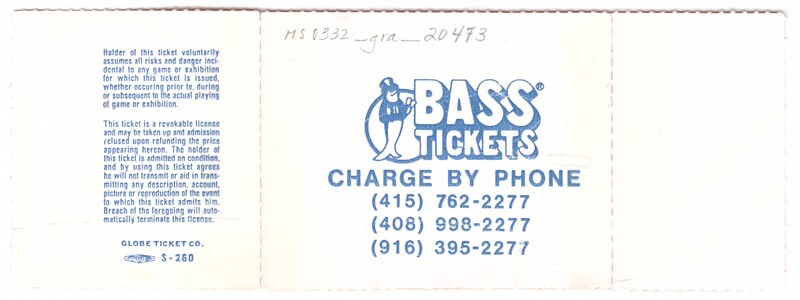 Holder of this ticket voluntarily
assumes all risks and danger inci-
dental to any game or exhibition
for which this ticket is issued,
whether occuring prior to, during
or subsequent to the actual playing
of game or exhibition.
This ticket is a revokable license
and may be taken up and admission
refused upon refunding the price
appearing hereon. The holder of
this ticket is admitted on condition,
and by using this ticket agrees
he will not transmit or aid in trans-
mitting any description, account,
picture or reproduction of the event
to which this ticket admits him.
Breach of the foregoing will auto-
matically terminate this license.
GLOBE TICKET CO.
S-260
MS0332_gra_20473
BASS®
TICKETS
CHARGE BY PHONE
(415) 762-2277
(408) 998-2277
(916) 395-2277